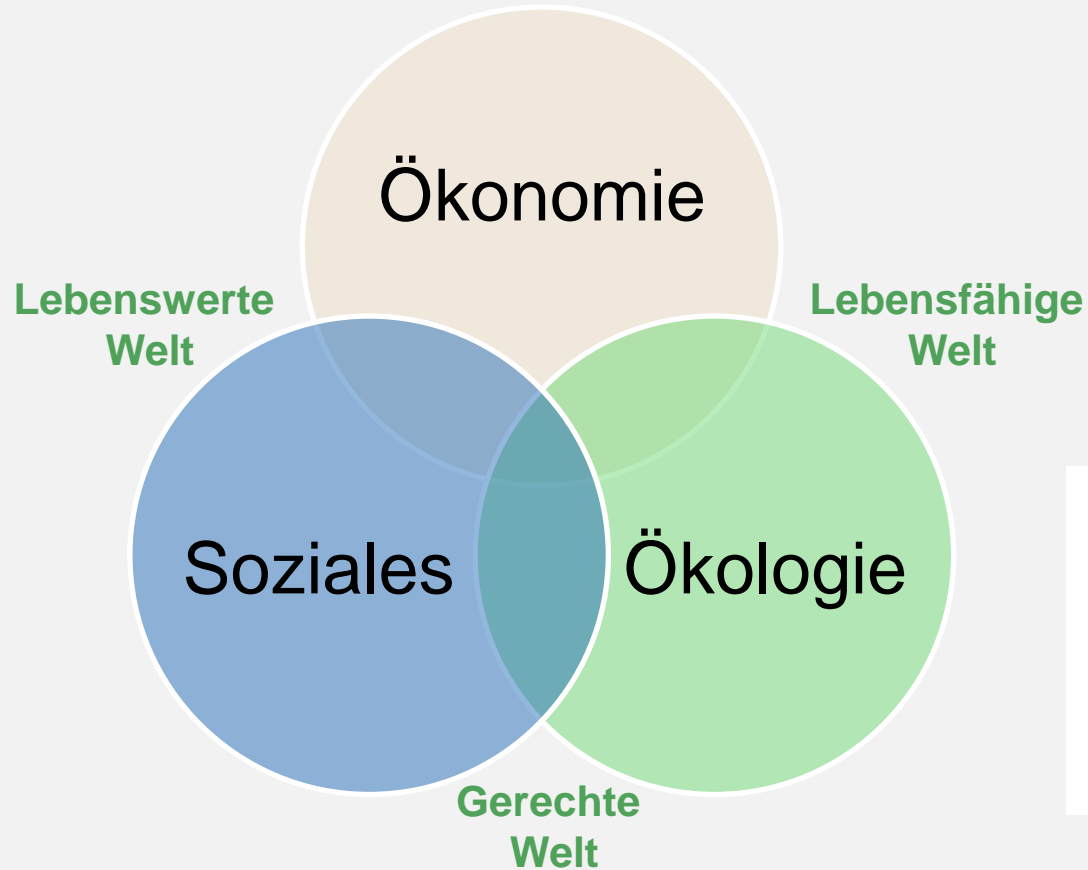 Ökonomie
Lebenswerte
Welt
Lebensfähige
Welt
Soziales
Ökologie
Gerechte
Welt